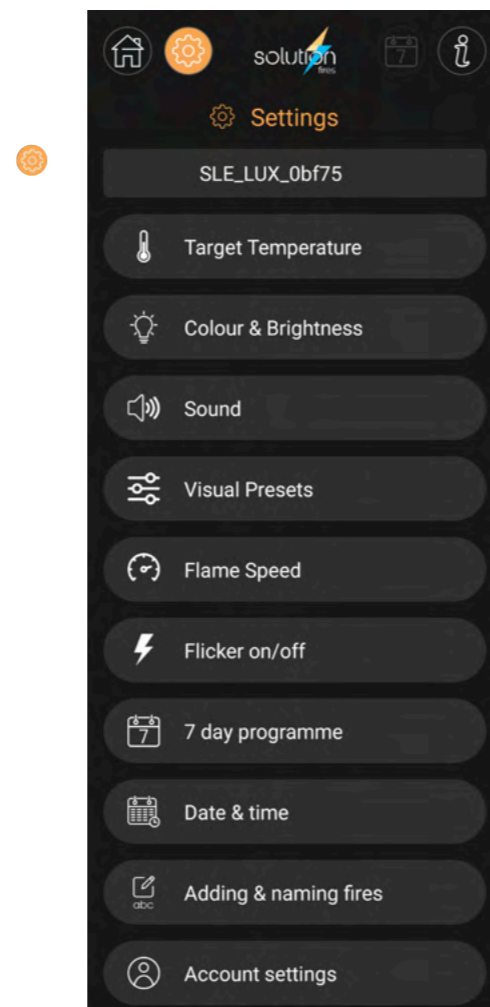 solution
fires
7
i
Settings
SLE_LUX_0bf75
Target Temperature
Colour & Brightness
Sound
Visual Presets
Flame Speed
Flicker on/off
7
7 day programme
Date & time
abc
Adding & naming fires
Account settings